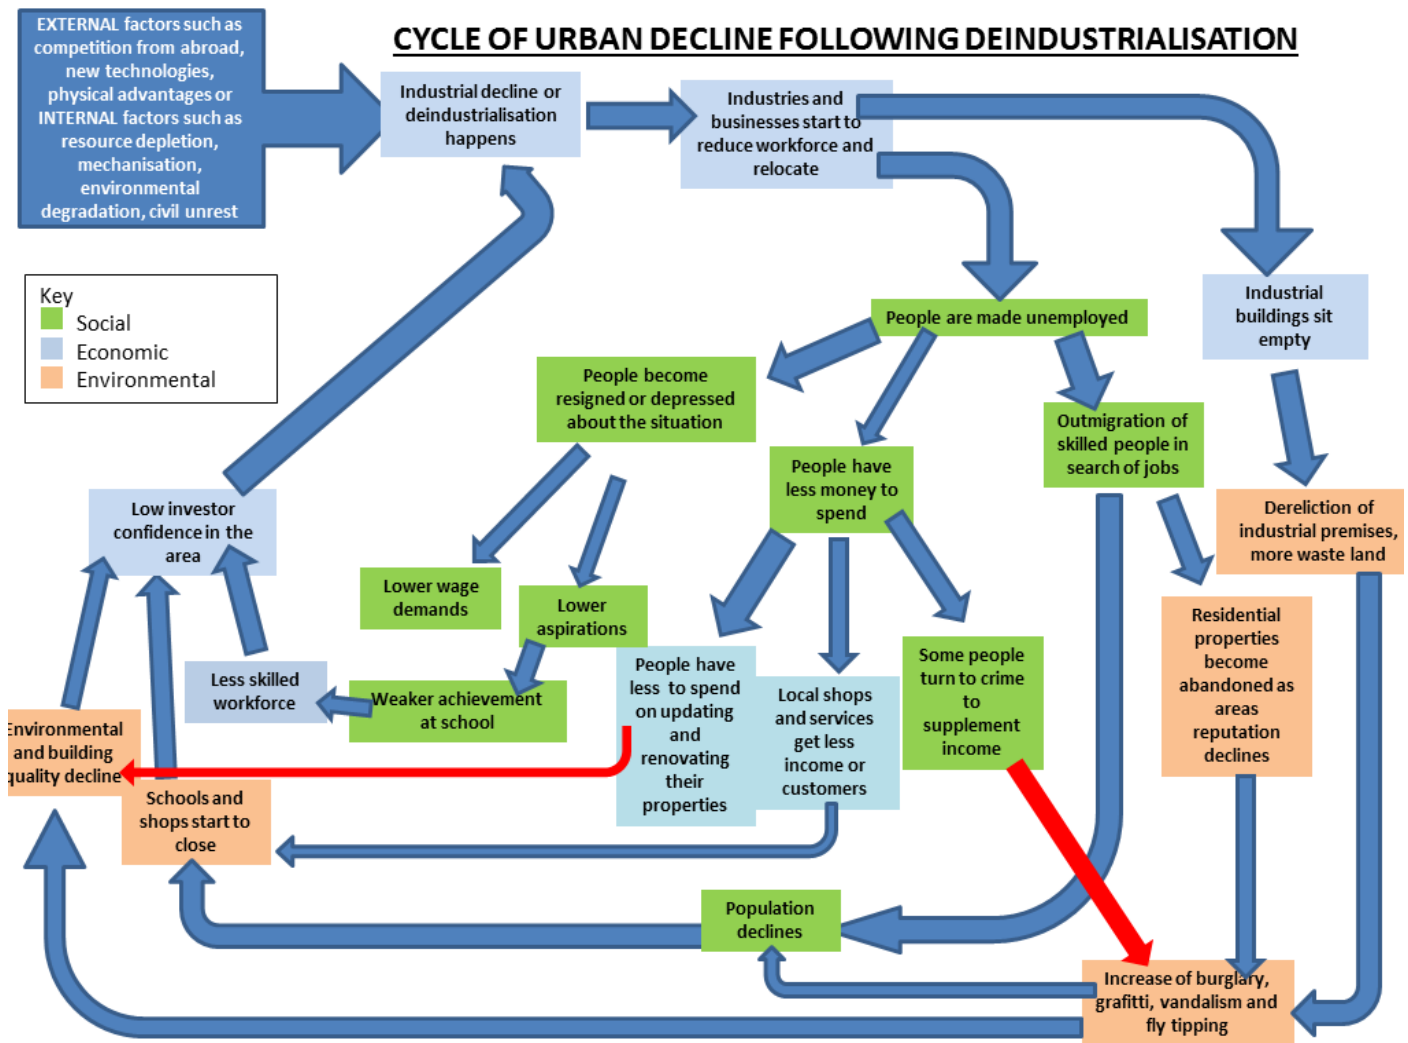 EXTERNAL factors such as
competition from abroad,
new technologies,
physical advantages or
INTERNAL factors such as
resource depletion,
mechanisation,
environmental
degradation, civil unrest
CYCLE OF URBAN DECLINE FOLLOWING DEINDUSTRIALISATION
Industrial decline or
deindustrialisation
happens
Industries and
businesses start to
reduce workforce and
relocate
Key
Social
Economic
Environmental
People are made unemployed
Industrial
buildings sit
empty
People become
resigned or depressed
about the situation
Outmigration of
skilled people in
search of jobs
People have
less money to
spend
Low investor
confidence in the
area
Dereliction of
industrial premises,
more waste land
Lower wage
demands
Lower
aspirations
Residential
properties
become
abandoned as
areas
reputation
declines
Less skilled
workforce
Weaker achievement
at school
People have
less to spend
on updating
and
renovating
their
properties
Local shops
and services
get less
income or
customers
Some people
turn to crime
to
supplement
income
Environmental
and building
quality decline
Schools and
shops start to
close
Population
declines
Increase of burglary,
grafitti, vandalism and
fly tipping